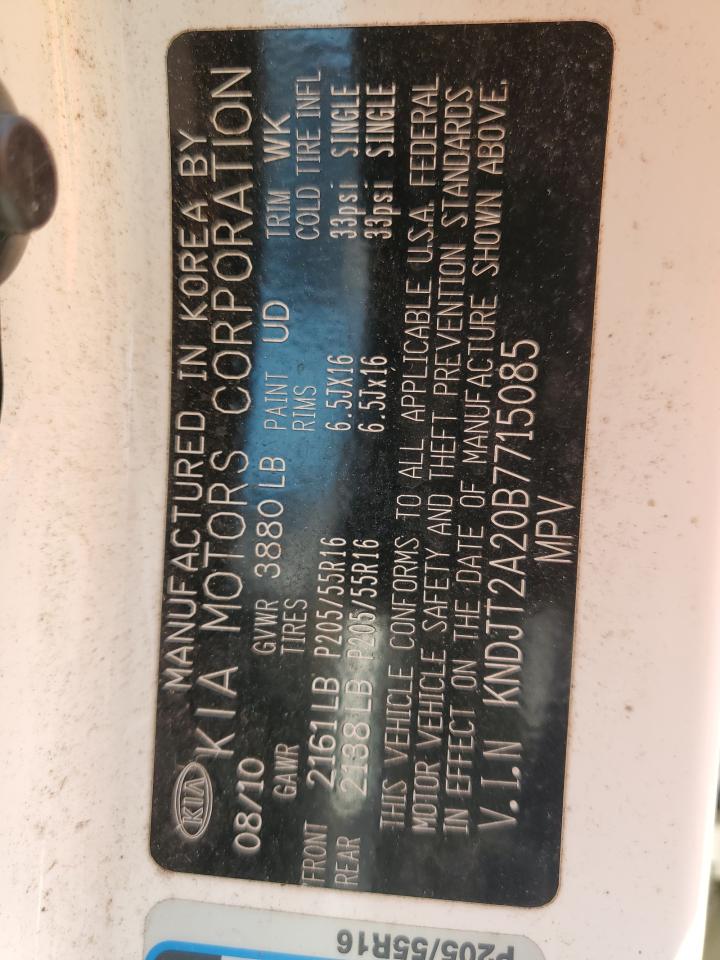 MANUFACTURED IN KOREA BY
KIA KIA MOTORS CORPORATION
08/10 GVWR 3880 LB PAINT UD TRIM WK
GAWR TIRES RIMS COLD TIRE INFL
FRONT 2161LB P205/55R16 6.5JX16 33psi SINGLE
REAR 2138LB P205/55R16 6.5Jx16 33psi SINGLE
THIS VEHICLE CONFORMS TO ALL APPLICABLE U.S.A. FEDERAL
MOTOR VEHICLE SAFETY AND THEFT PREVENTION STANDARDS
IN EFFECT ON THE DATE OF MANUFACTURE SHOWN ABOVE.
V.I.N KNDJT2A20B7715085
MPV
P205/55R16